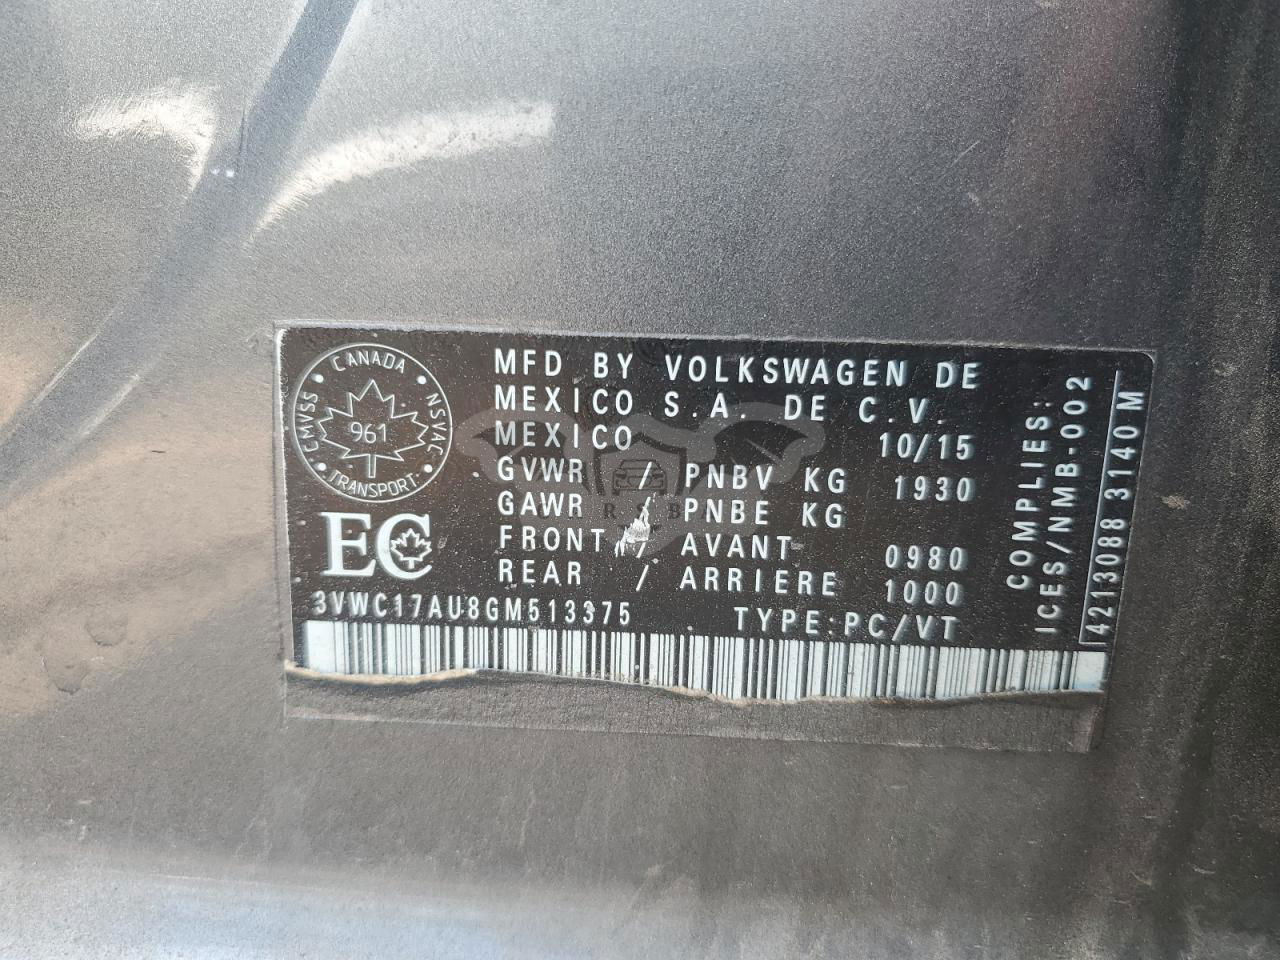 CANADA
CMVSS
NSVAC
961
TRANSPORT
EC
MFD BY VOLKSWAGEN DE
MEXICO S.A. DE C.V.
MEXICO 10/15
GVWR / PNBV KG 1930
GAWR / PNBE KG
FRONT / AVANT 0980
REAR / ARRIERE 1000
3VWC17AU8GM513375 TYPE:PC/VT
COMPLIES:
ICES/NMB-002
4213088 3140 M